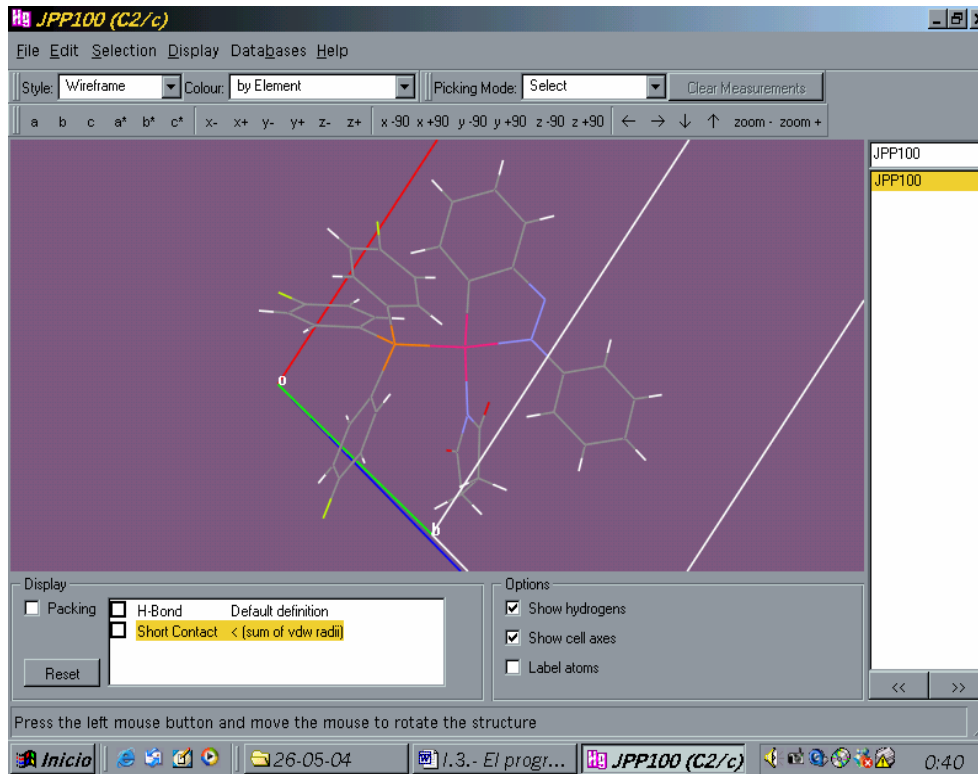 Hg JPP100 (C2/c)
File Edit Selection Display Databases Help
Style: Wireframe Colour: by Element Picking Mode: Select Clear Measurements
a b c a* b* c* x- x+ y- y+ z- z+ x -90 x +90 y -90 y +90 z -90 z +90 ← → ↓ ↑ zoom - zoom +
JPP100
JPP100
o
b
Display
Packing
H-Bond Default definition
Short Contact < (sum of vdw radii)
Reset
Options
Show hydrogens
Show cell axes
Label atoms
<< >>
Press the left mouse button and move the mouse to rotate the structure
Inicio 26-05-04 I.3.- El progr... Hg JPP100 (C2/c) 0:40